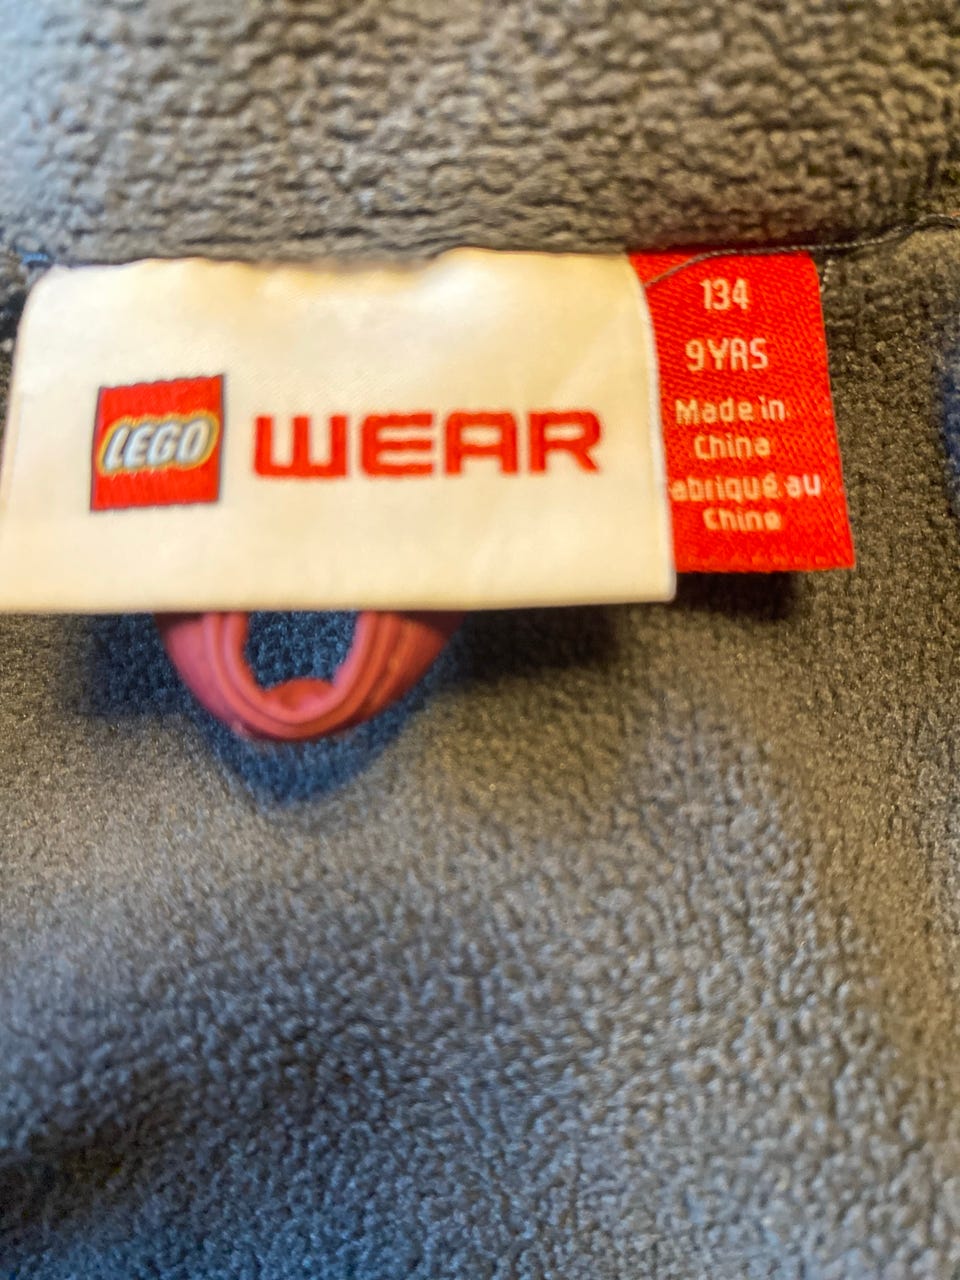 LEGO WEAR
134
9YRS
Made in
China
abriqué au
Chine